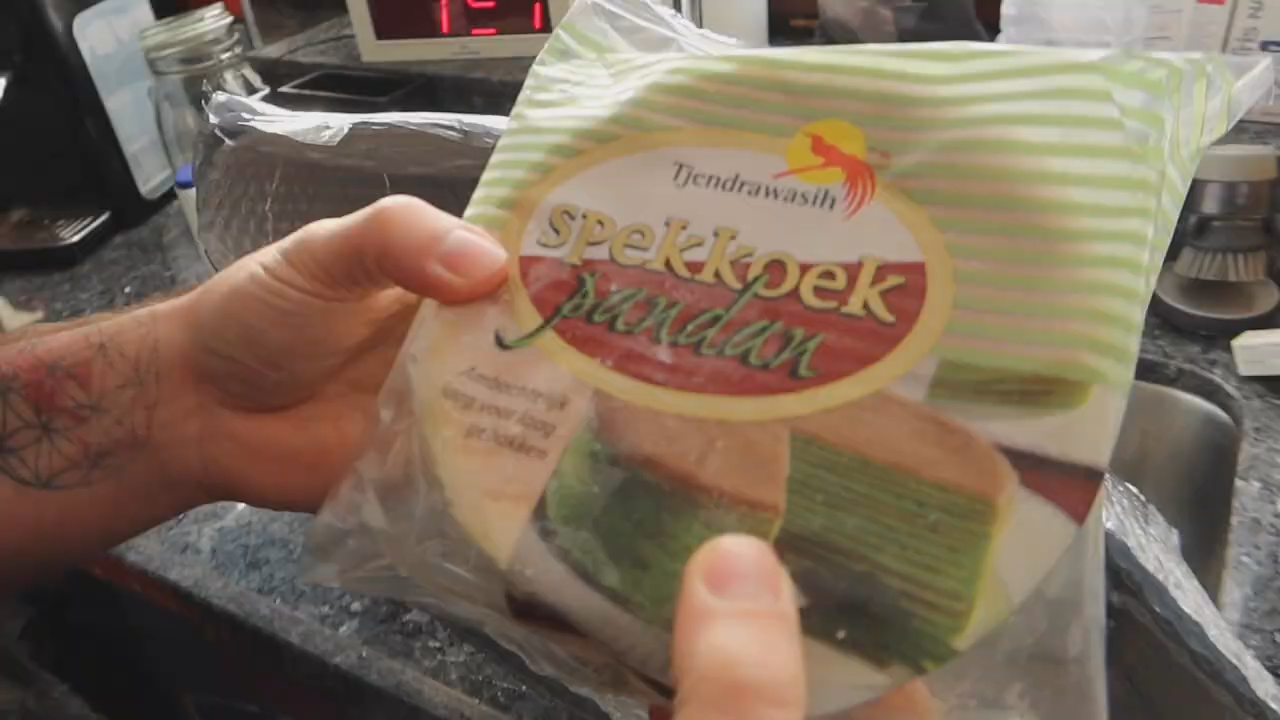 Tjendrawasih
spekkoek
pandan
Ambachtelijk
laag voor laag
gebakken